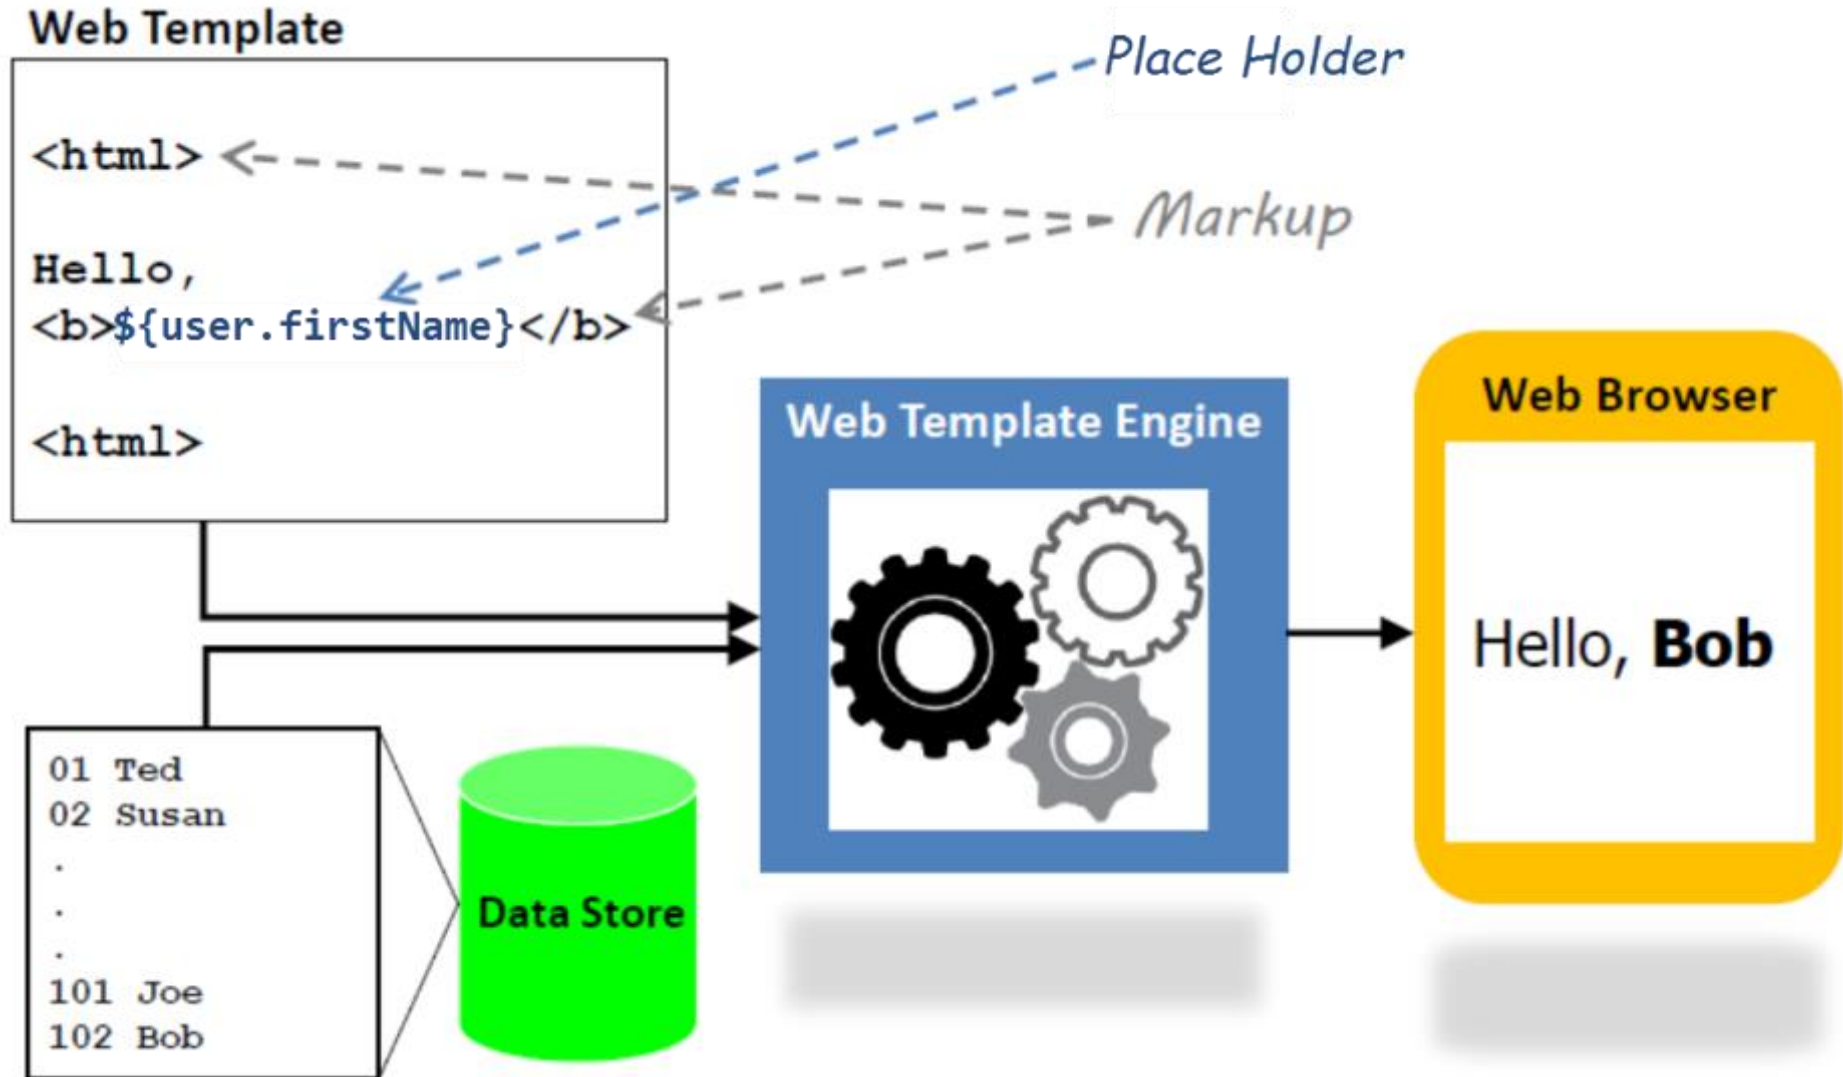 Web Template
Place Holder
<html>
Markup
Hello,
<b>${user.firstName}</b>
<html>
Web Template Engine
Web Browser
Hello, Bob
01 Ted
02 Susan
.
.
.
101 Joe
102 Bob
Data Store